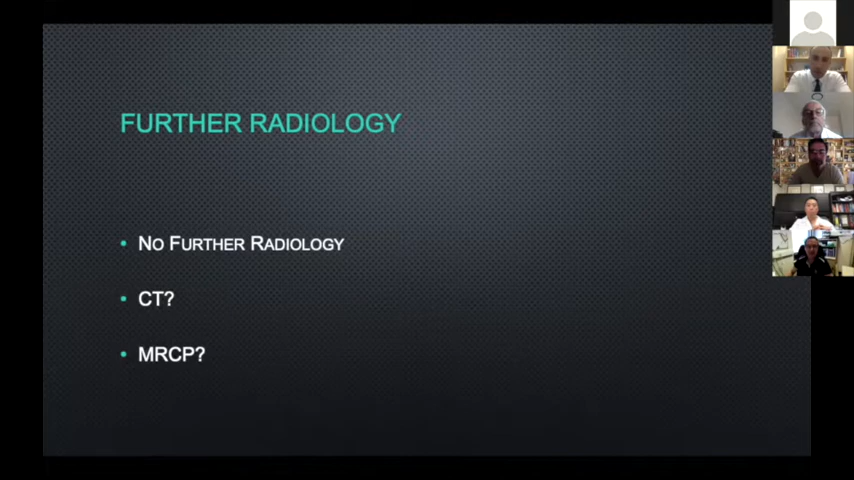 FURTHER RADIOLOGY
No Further Radiology
CT?
MRCP?